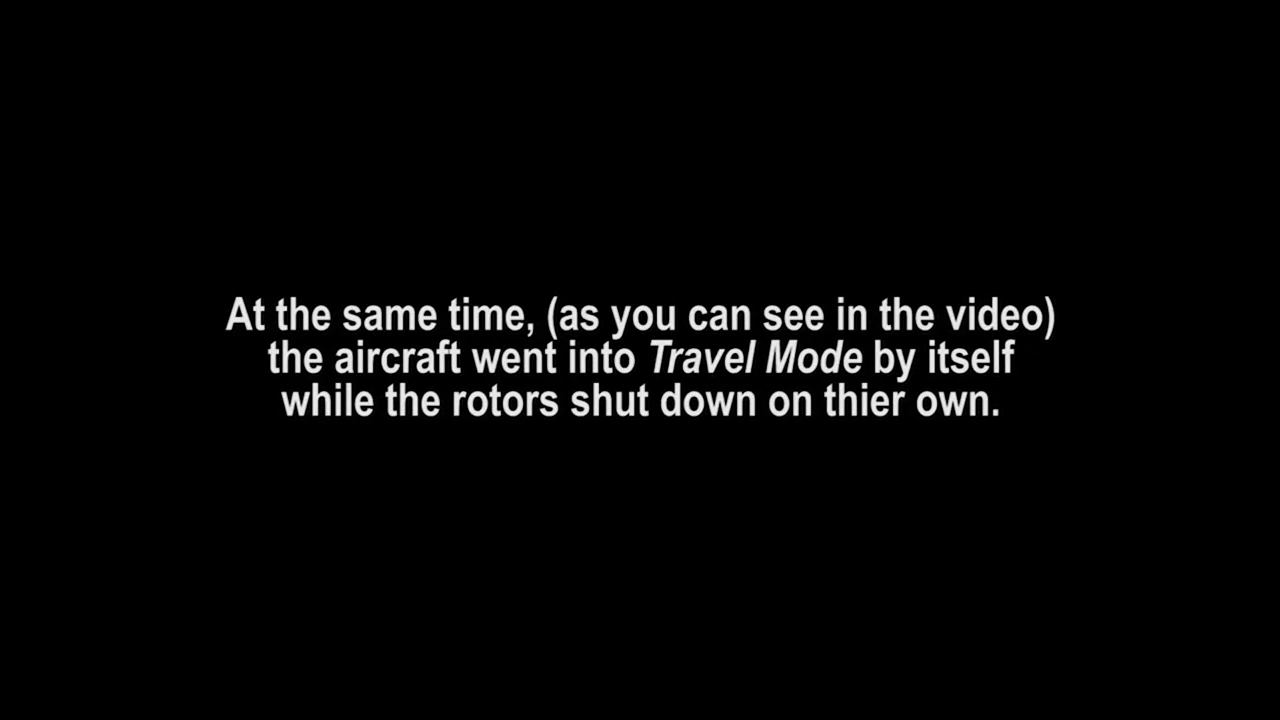 At the same time, (as you can see in the video)
the aircraft went into Travel Mode by itself
while the rotors shut down on thier own.